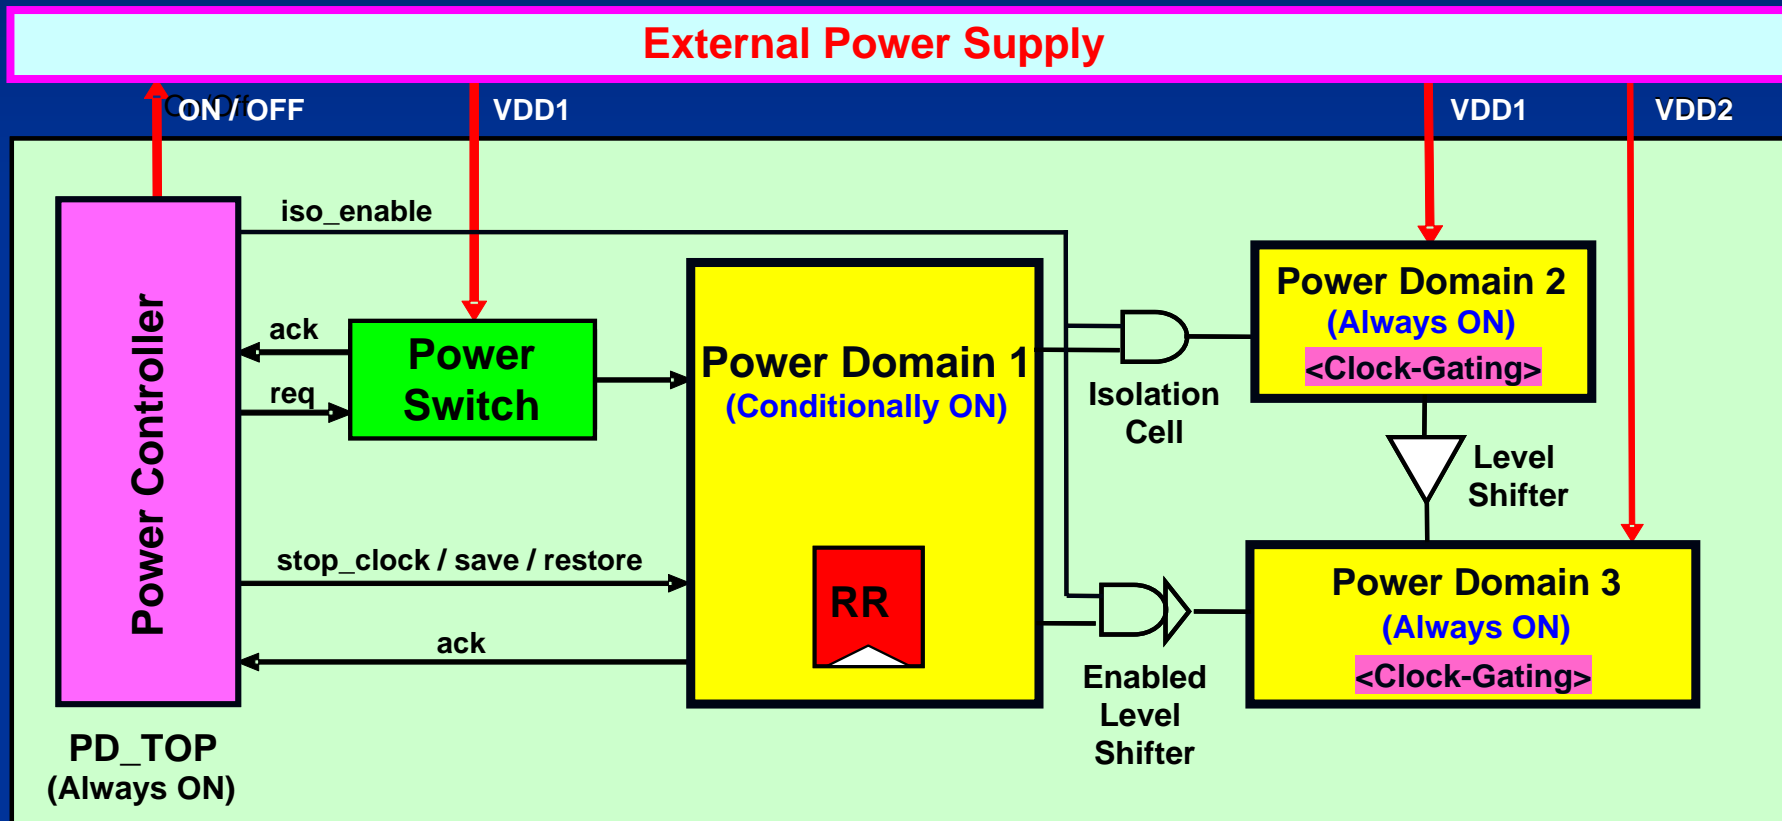 External Power Supply
On/Off
ON / OFF
VDD1
VDD1
VDD2
iso_enable
Power Controller
ack
req
Power
Switch
Power Domain 1
(Conditionally ON)
RR
stop_clock / save / restore
ack
Isolation
Cell
Power Domain 2
(Always ON)
<Clock-Gating>
Level
Shifter
Power Domain 3
(Always ON)
<Clock-Gating>
Enabled
Level
Shifter
PD_TOP
(Always ON)